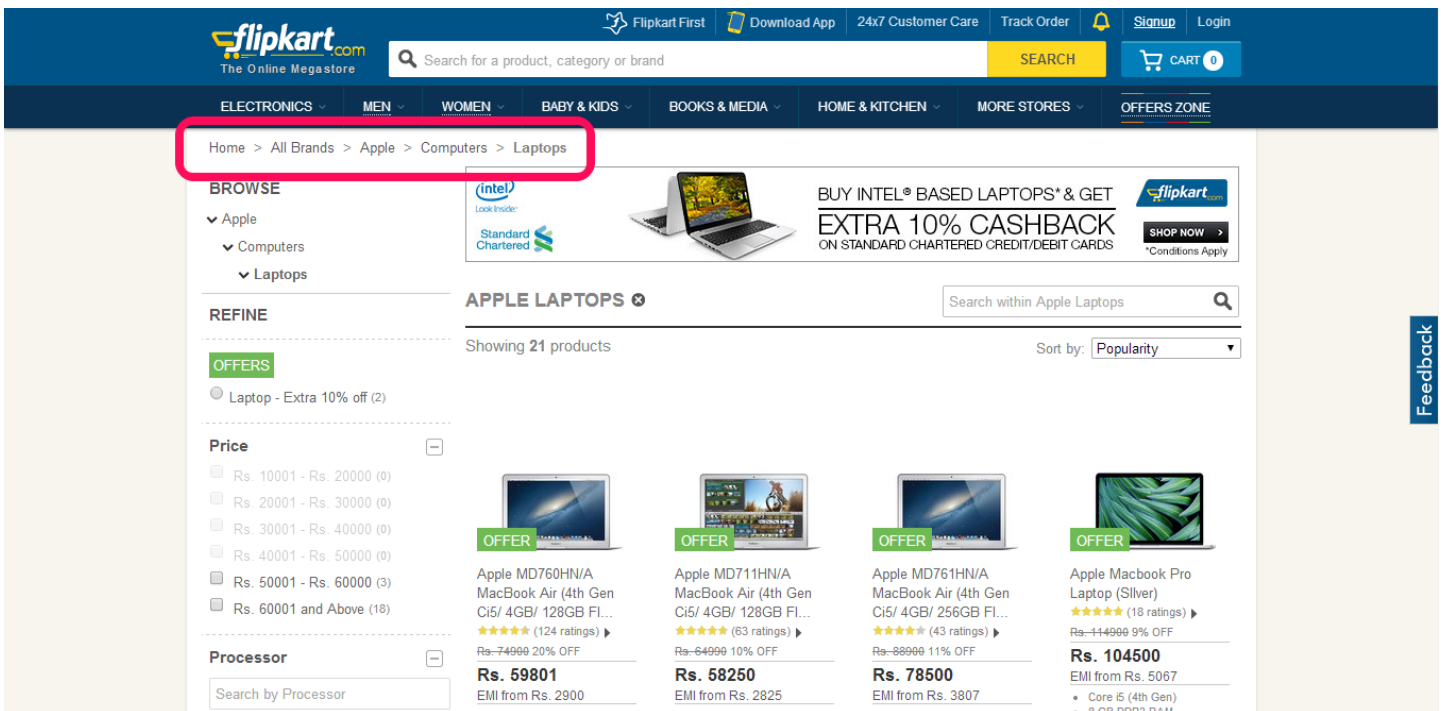 flipkart.com
The Online Megastore
Flipkart First
Download App
24x7 Customer Care
Track Order
Signup
Login
Search for a product, category or brand
SEARCH
CART 0
ELECTRONICS
MEN
WOMEN
BABY & KIDS
BOOKS & MEDIA
HOME & KITCHEN
MORE STORES
OFFERS ZONE
Home > All Brands > Apple > Computers > Laptops
BROWSE
Apple
Computers
Laptops
REFINE
OFFERS
Laptop - Extra 10% off (2)
Price
Rs. 10001 - Rs. 20000 (0)
Rs. 20001 - Rs. 30000 (0)
Rs. 30001 - Rs. 40000 (0)
Rs. 40001 - Rs. 50000 (0)
Rs. 50001 - Rs. 60000 (3)
Rs. 60001 and Above (18)
Processor
Search by Processor
(intel)
Look Inside.
Standard
Chartered
BUY INTEL® BASED LAPTOPS* & GET
EXTRA 10% CASHBACK
ON STANDARD CHARTERED CREDIT/DEBIT CARDS
flipkart.com
SHOP NOW >
*Conditions Apply
APPLE LAPTOPS
Search within Apple Laptops
Showing 21 products
Sort by: Popularity
OFFER
Apple MD760HN/A
MacBook Air (4th Gen
Ci5/ 4GB/ 128GB Fl...
(124 ratings)
Rs. 74900 20% OFF
Rs. 59801
EMI from Rs. 2900
OFFER
Apple MD711HN/A
MacBook Air (4th Gen
Ci5/ 4GB/ 128GB Fl...
(63 ratings)
Rs. 64990 10% OFF
Rs. 58250
EMI from Rs. 2825
OFFER
Apple MD761HN/A
MacBook Air (4th Gen
Ci5/ 4GB/ 256GB Fl...
(43 ratings)
Rs. 88900 11% OFF
Rs. 78500
EMI from Rs. 3807
OFFER
Apple Macbook Pro
Laptop (SIlver)
(18 ratings)
Rs. 114900 9% OFF
Rs. 104500
EMI from Rs. 5067
Core i5 (4th Gen)
8 GB DDR3 RAM
Feedback